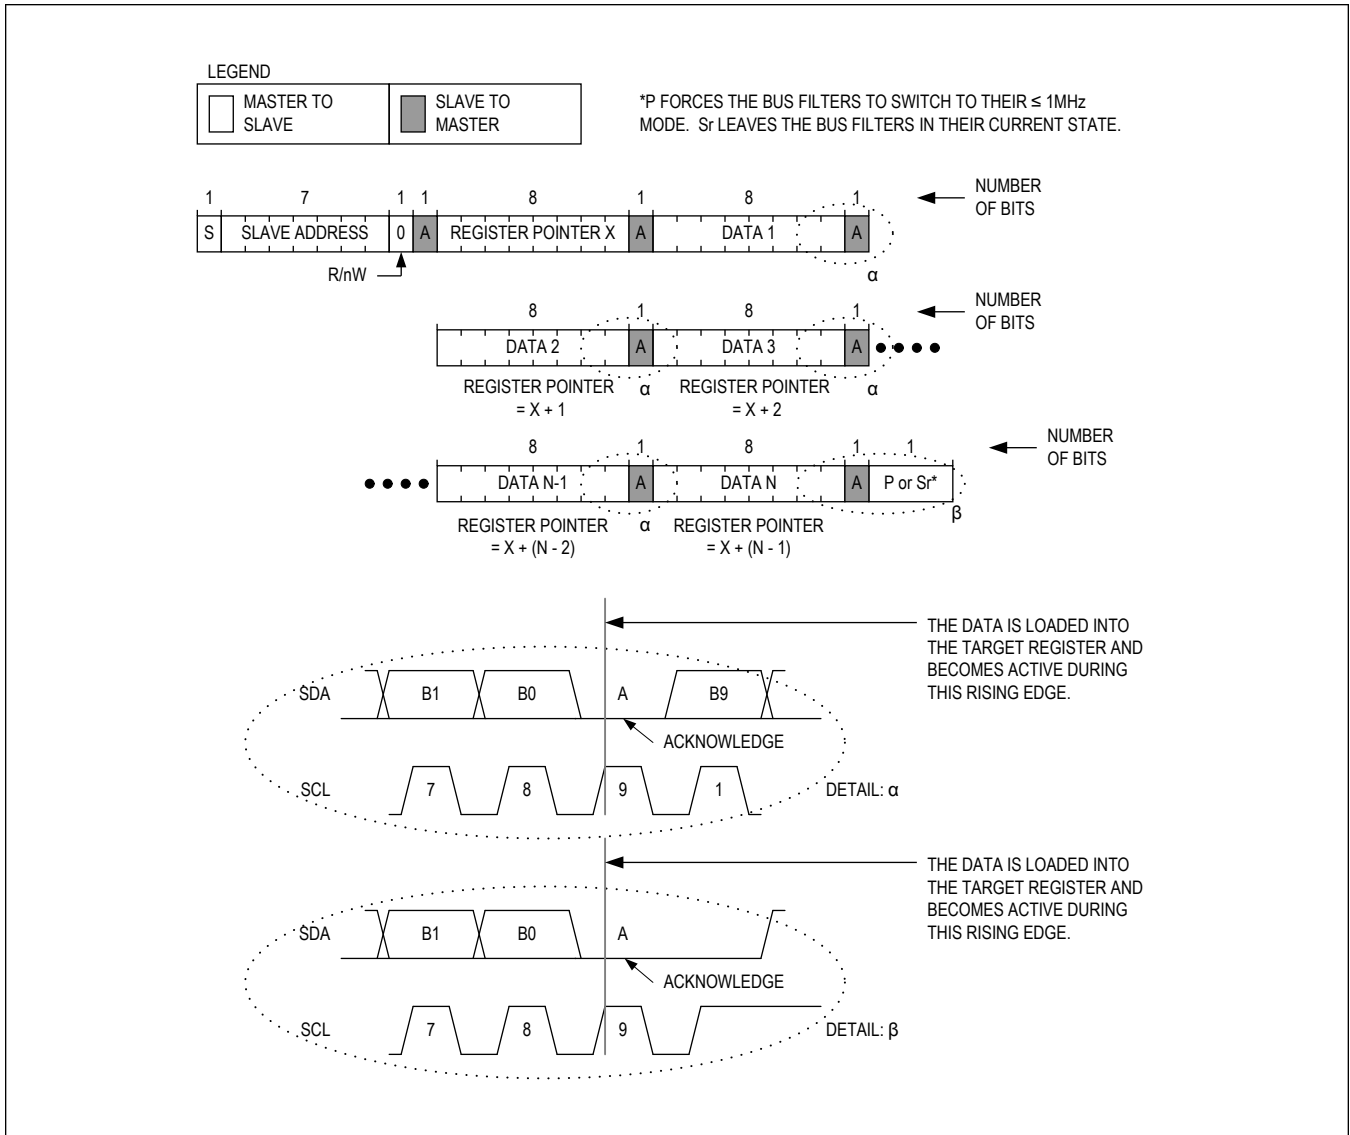 LEGEND
MASTER TO
SLAVE
SLAVE TO
MASTER
*P FORCES THE BUS FILTERS TO SWITCH TO THEIR ≤ 1MHz
MODE. Sr LEAVES THE BUS FILTERS IN THEIR CURRENT STATE.
1 7 1 1 8 1 8 1
NUMBER
OF BITS
S SLAVE ADDRESS 0 A REGISTER POINTER X A DATA 1 A
R/nW
α
8 1 8 1
NUMBER
OF BITS
DATA 2 A DATA 3 A
REGISTER POINTER
= X + 1
α
REGISTER POINTER
= X + 2
α
8 1 8 1 1
NUMBER
OF BITS
DATA N-1 A DATA N A P or Sr*
REGISTER POINTER
= X + (N - 2)
α
REGISTER POINTER
= X + (N - 1)
β
THE DATA IS LOADED INTO
THE TARGET REGISTER AND
BECOMES ACTIVE DURING
THIS RISING EDGE.
SDA B1 B0 A B9
ACKNOWLEDGE
SCL 7 8 9 1
DETAIL: α
THE DATA IS LOADED INTO
THE TARGET REGISTER AND
BECOMES ACTIVE DURING
THIS RISING EDGE.
SDA B1 B0 A
ACKNOWLEDGE
SCL 7 8 9
DETAIL: β